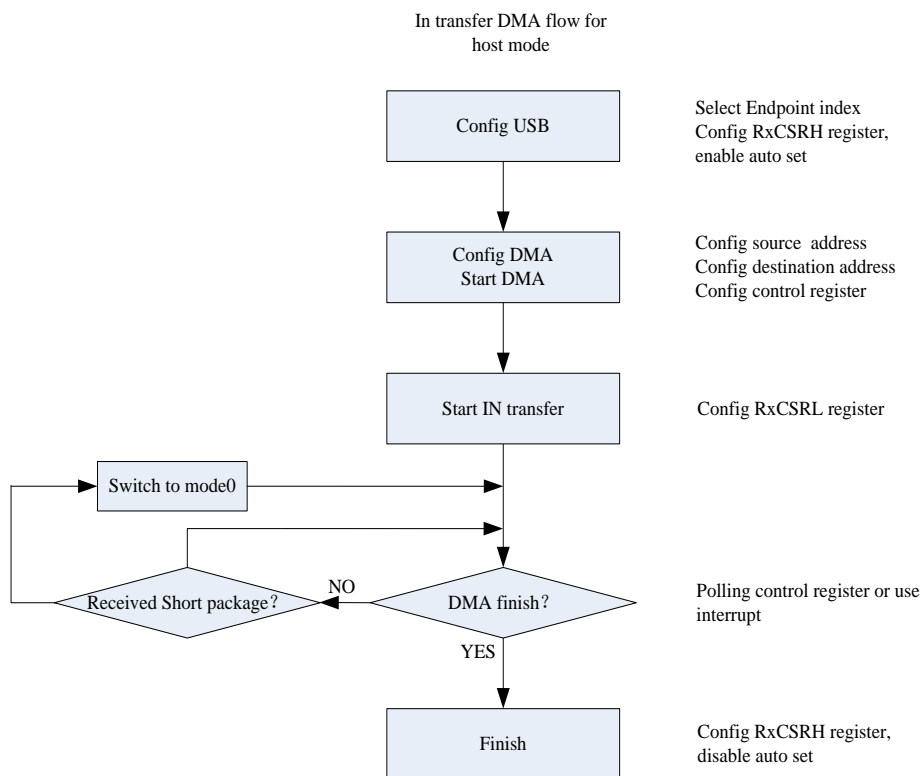 In transfer DMA flow for
host mode
Config USB
Select Endpoint index
Config RxCSRH register,
enable auto set
Config DMA
Start DMA
Config source address
Config destination address
Config control register
Start IN transfer
Config RxCSRL register
Switch to mode0
Received Short package？
NO
DMA finish？
Polling control register or use
interrupt
YES
Finish
Config RxCSRH register,
disable auto set